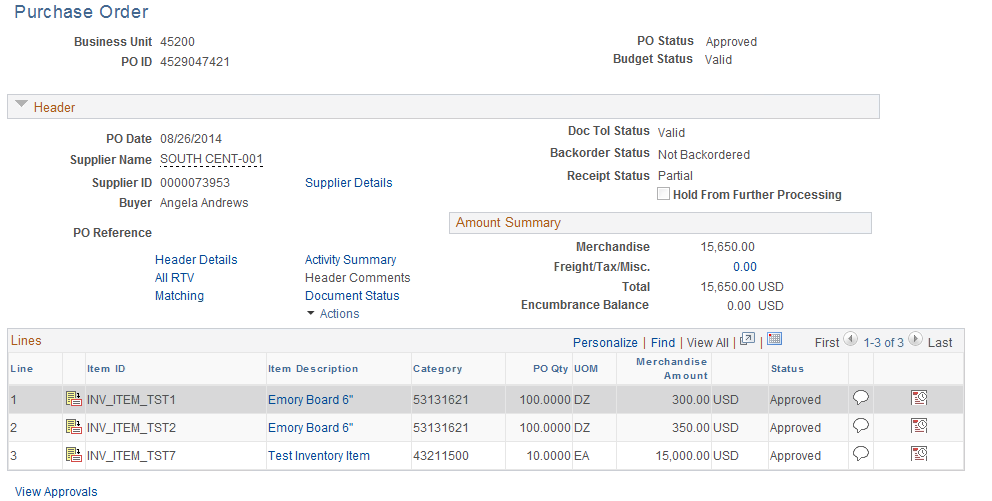 Purchase Order
Business Unit 45200
PO Status Approved
PO ID 4529047421
Budget Status Valid
Header
PO Date 08/26/2014
Doc Tol Status Valid
Supplier Name SOUTH CENT-001
Backorder Status Not Backordered
Supplier ID 0000073953 Supplier Details
Receipt Status Partial
Hold From Further Processing
Buyer Angela Andrews
Amount Summary
PO Reference
Merchandise 15,650.00
Header Details Activity Summary
Freight/Tax/Misc. 0.00
All RTV Header Comments
Total 15,650.00 USD
Matching Document Status
Encumbrance Balance 0.00 USD
Actions
Lines Personalize | Find | View All | | First 1-3 of 3 Last
Line Item ID Item Description Category PO Qty UOM Merchandise Amount Status
1 INV_ITEM_TST1 Emory Board 6" 53131621 100.0000 DZ 300.00 USD Approved
2 INV_ITEM_TST2 Emory Board 6" 53131621 100.0000 DZ 350.00 USD Approved
3 INV_ITEM_TST7 Test Inventory Item 43211500 10.0000 EA 15,000.00 USD Approved
View Approvals